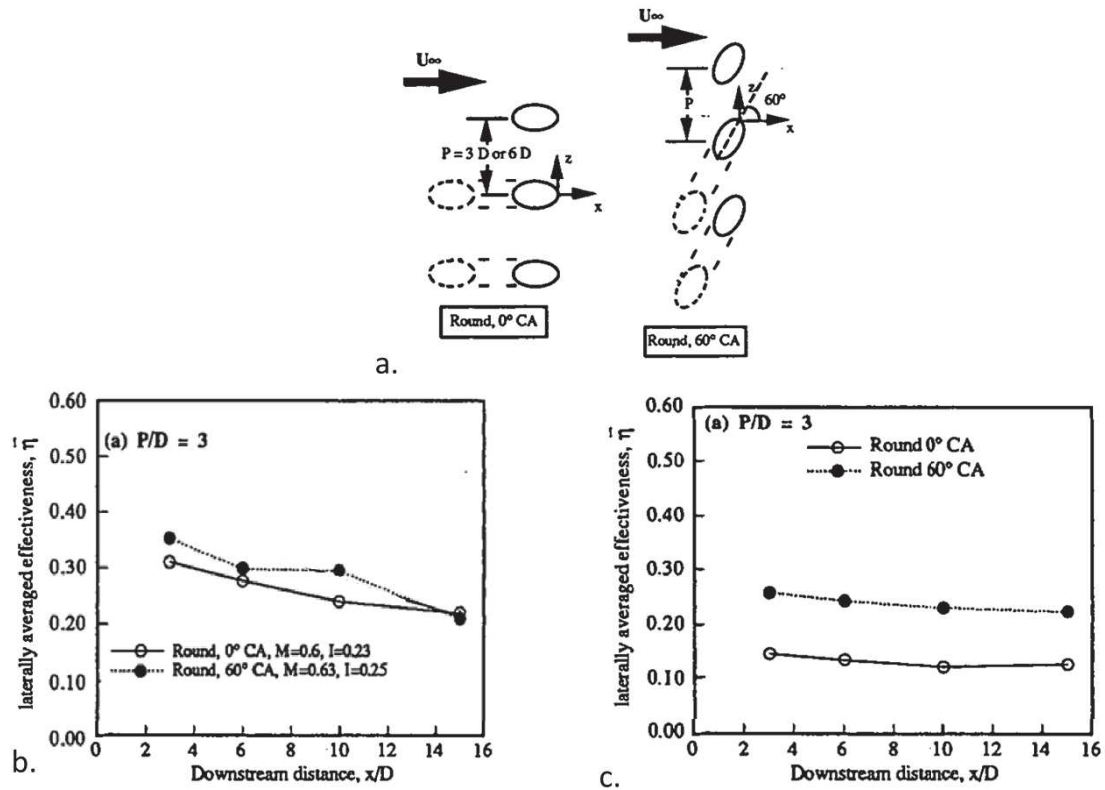 U∞
P = 3 D or 6 D
z
x
Round, 0° CA
U∞
P
z
60°
x
Round, 60° CA
a.
0.60
0.50
0.40
0.30
0.20
0.10
0.00
(a) P/D = 3
laterally averaged effectiveness, η̄
Round, 0° CA, M=0.6, I=0.23
Round, 60° CA, M=0.63, I=0.25
0 2 4 6 8 10 12 14 16
Downstream distance, x/D
b.
0.60
0.50
0.40
0.30
0.20
0.10
0.00
(a) P/D = 3
Round 0° CA
Round 60° CA
laterally averaged effectiveness, η̄
0 2 4 6 8 10 12 14 16
Downstream distance, x/D
c.